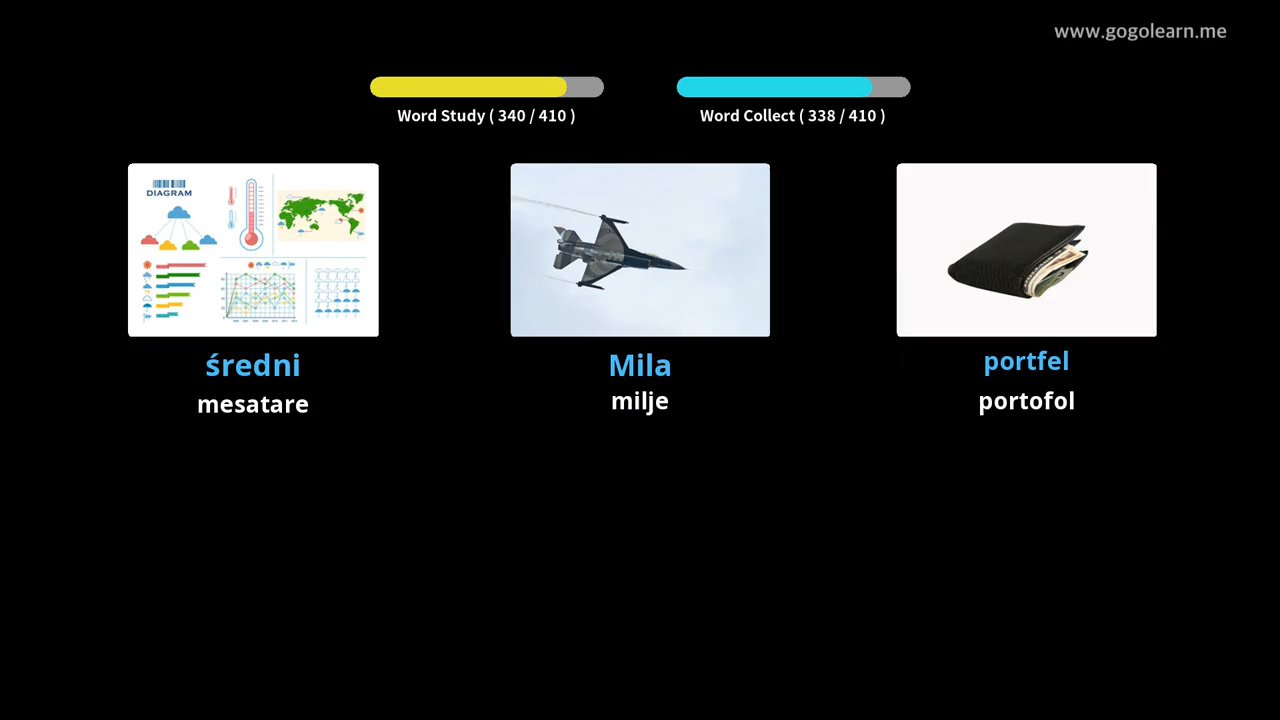 www.gogolearn.me
Word Study ( 340 / 410 )
Word Collect ( 338 / 410 )
DIAGRAM
średni
Mila
portfel
mesatare
milje
portofol